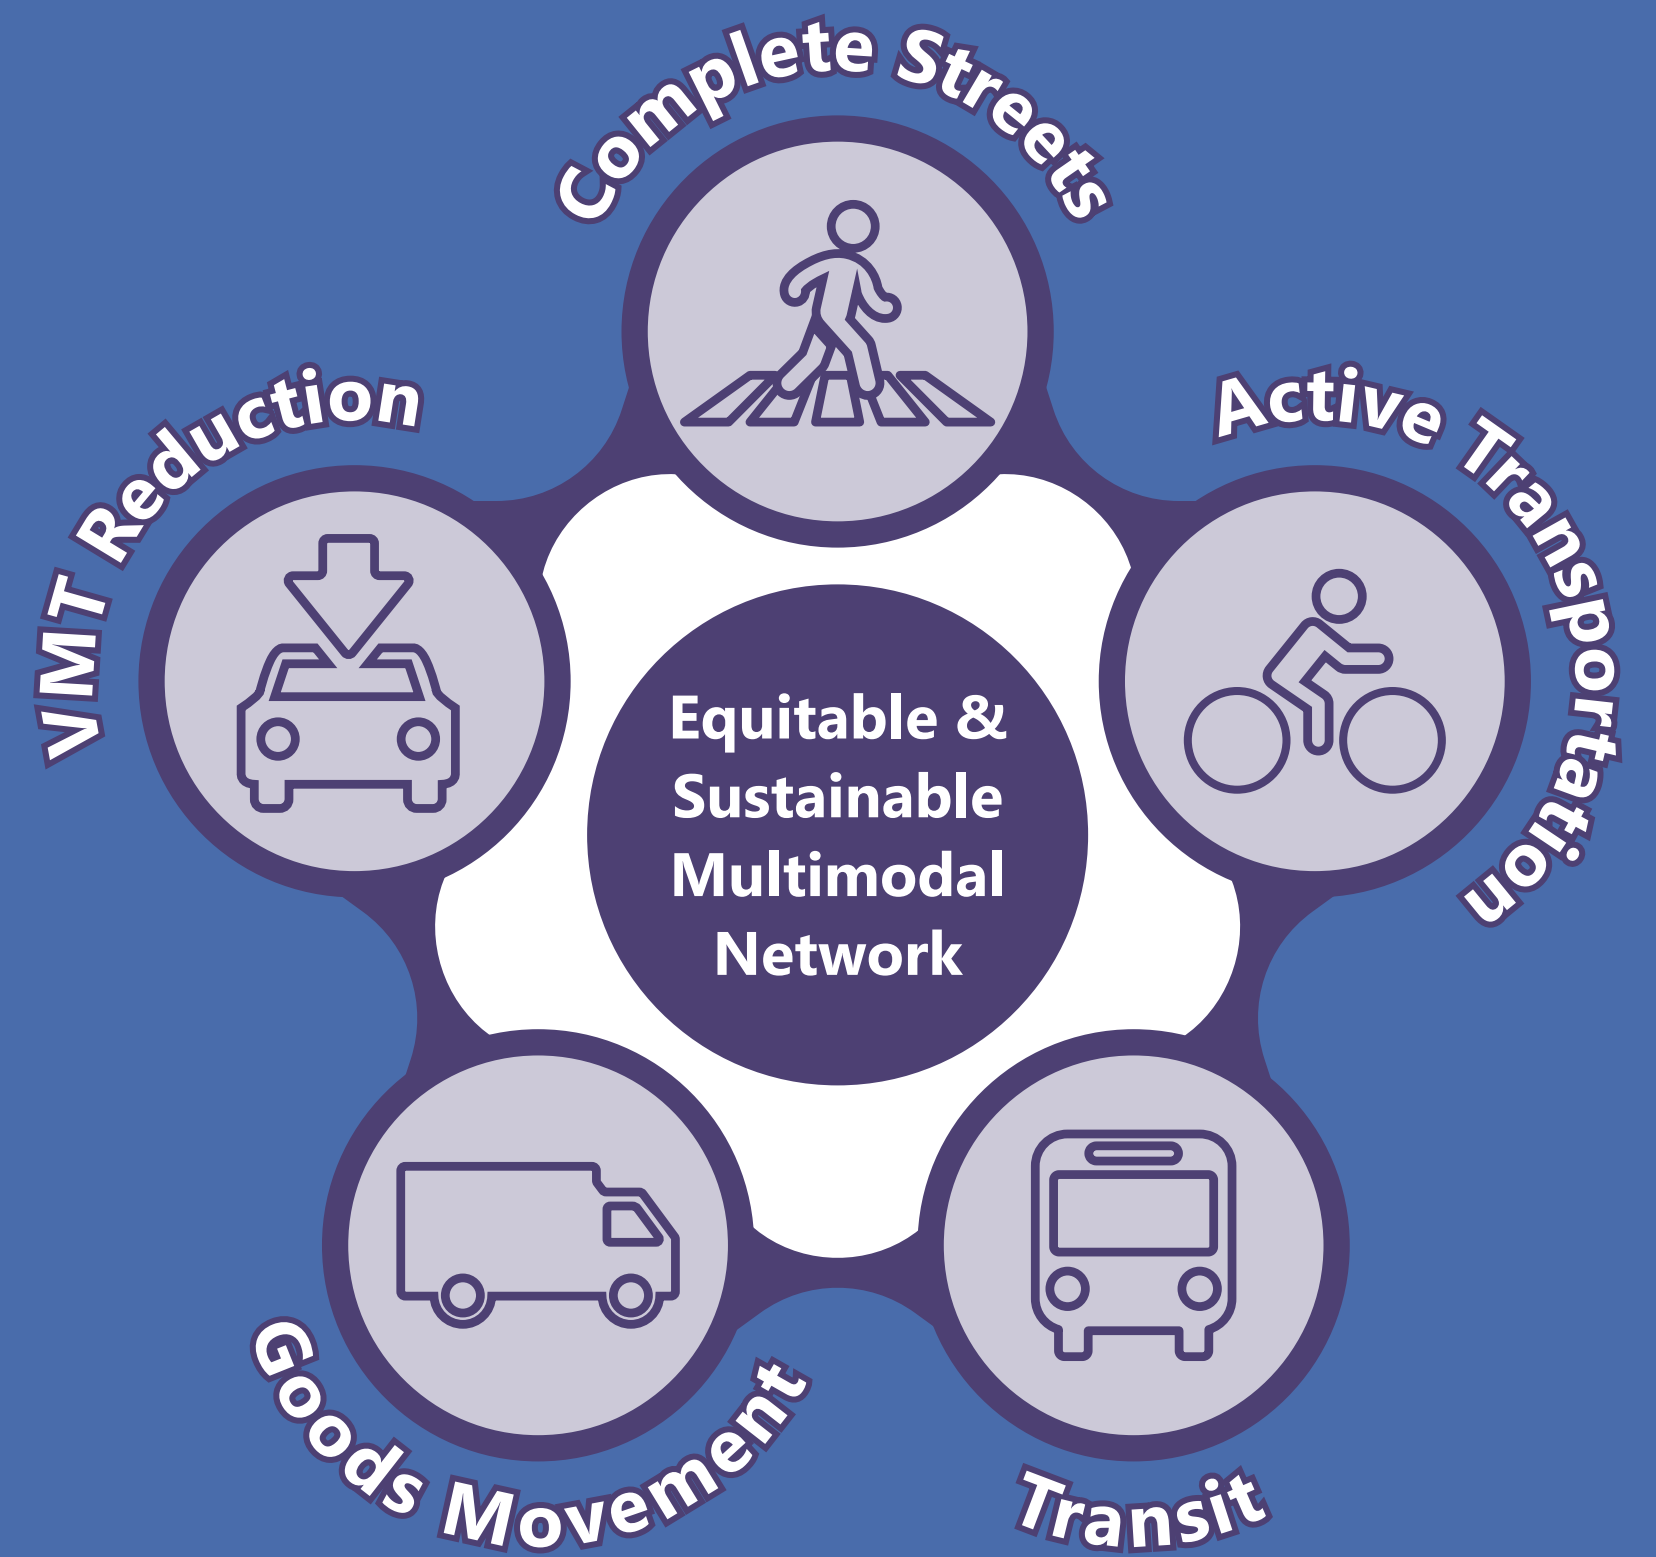 Complete Streets
Active Transportation
VMT Reduction
Equitable &
Sustainable
Multimodal
Network
Goods Movement
Transit